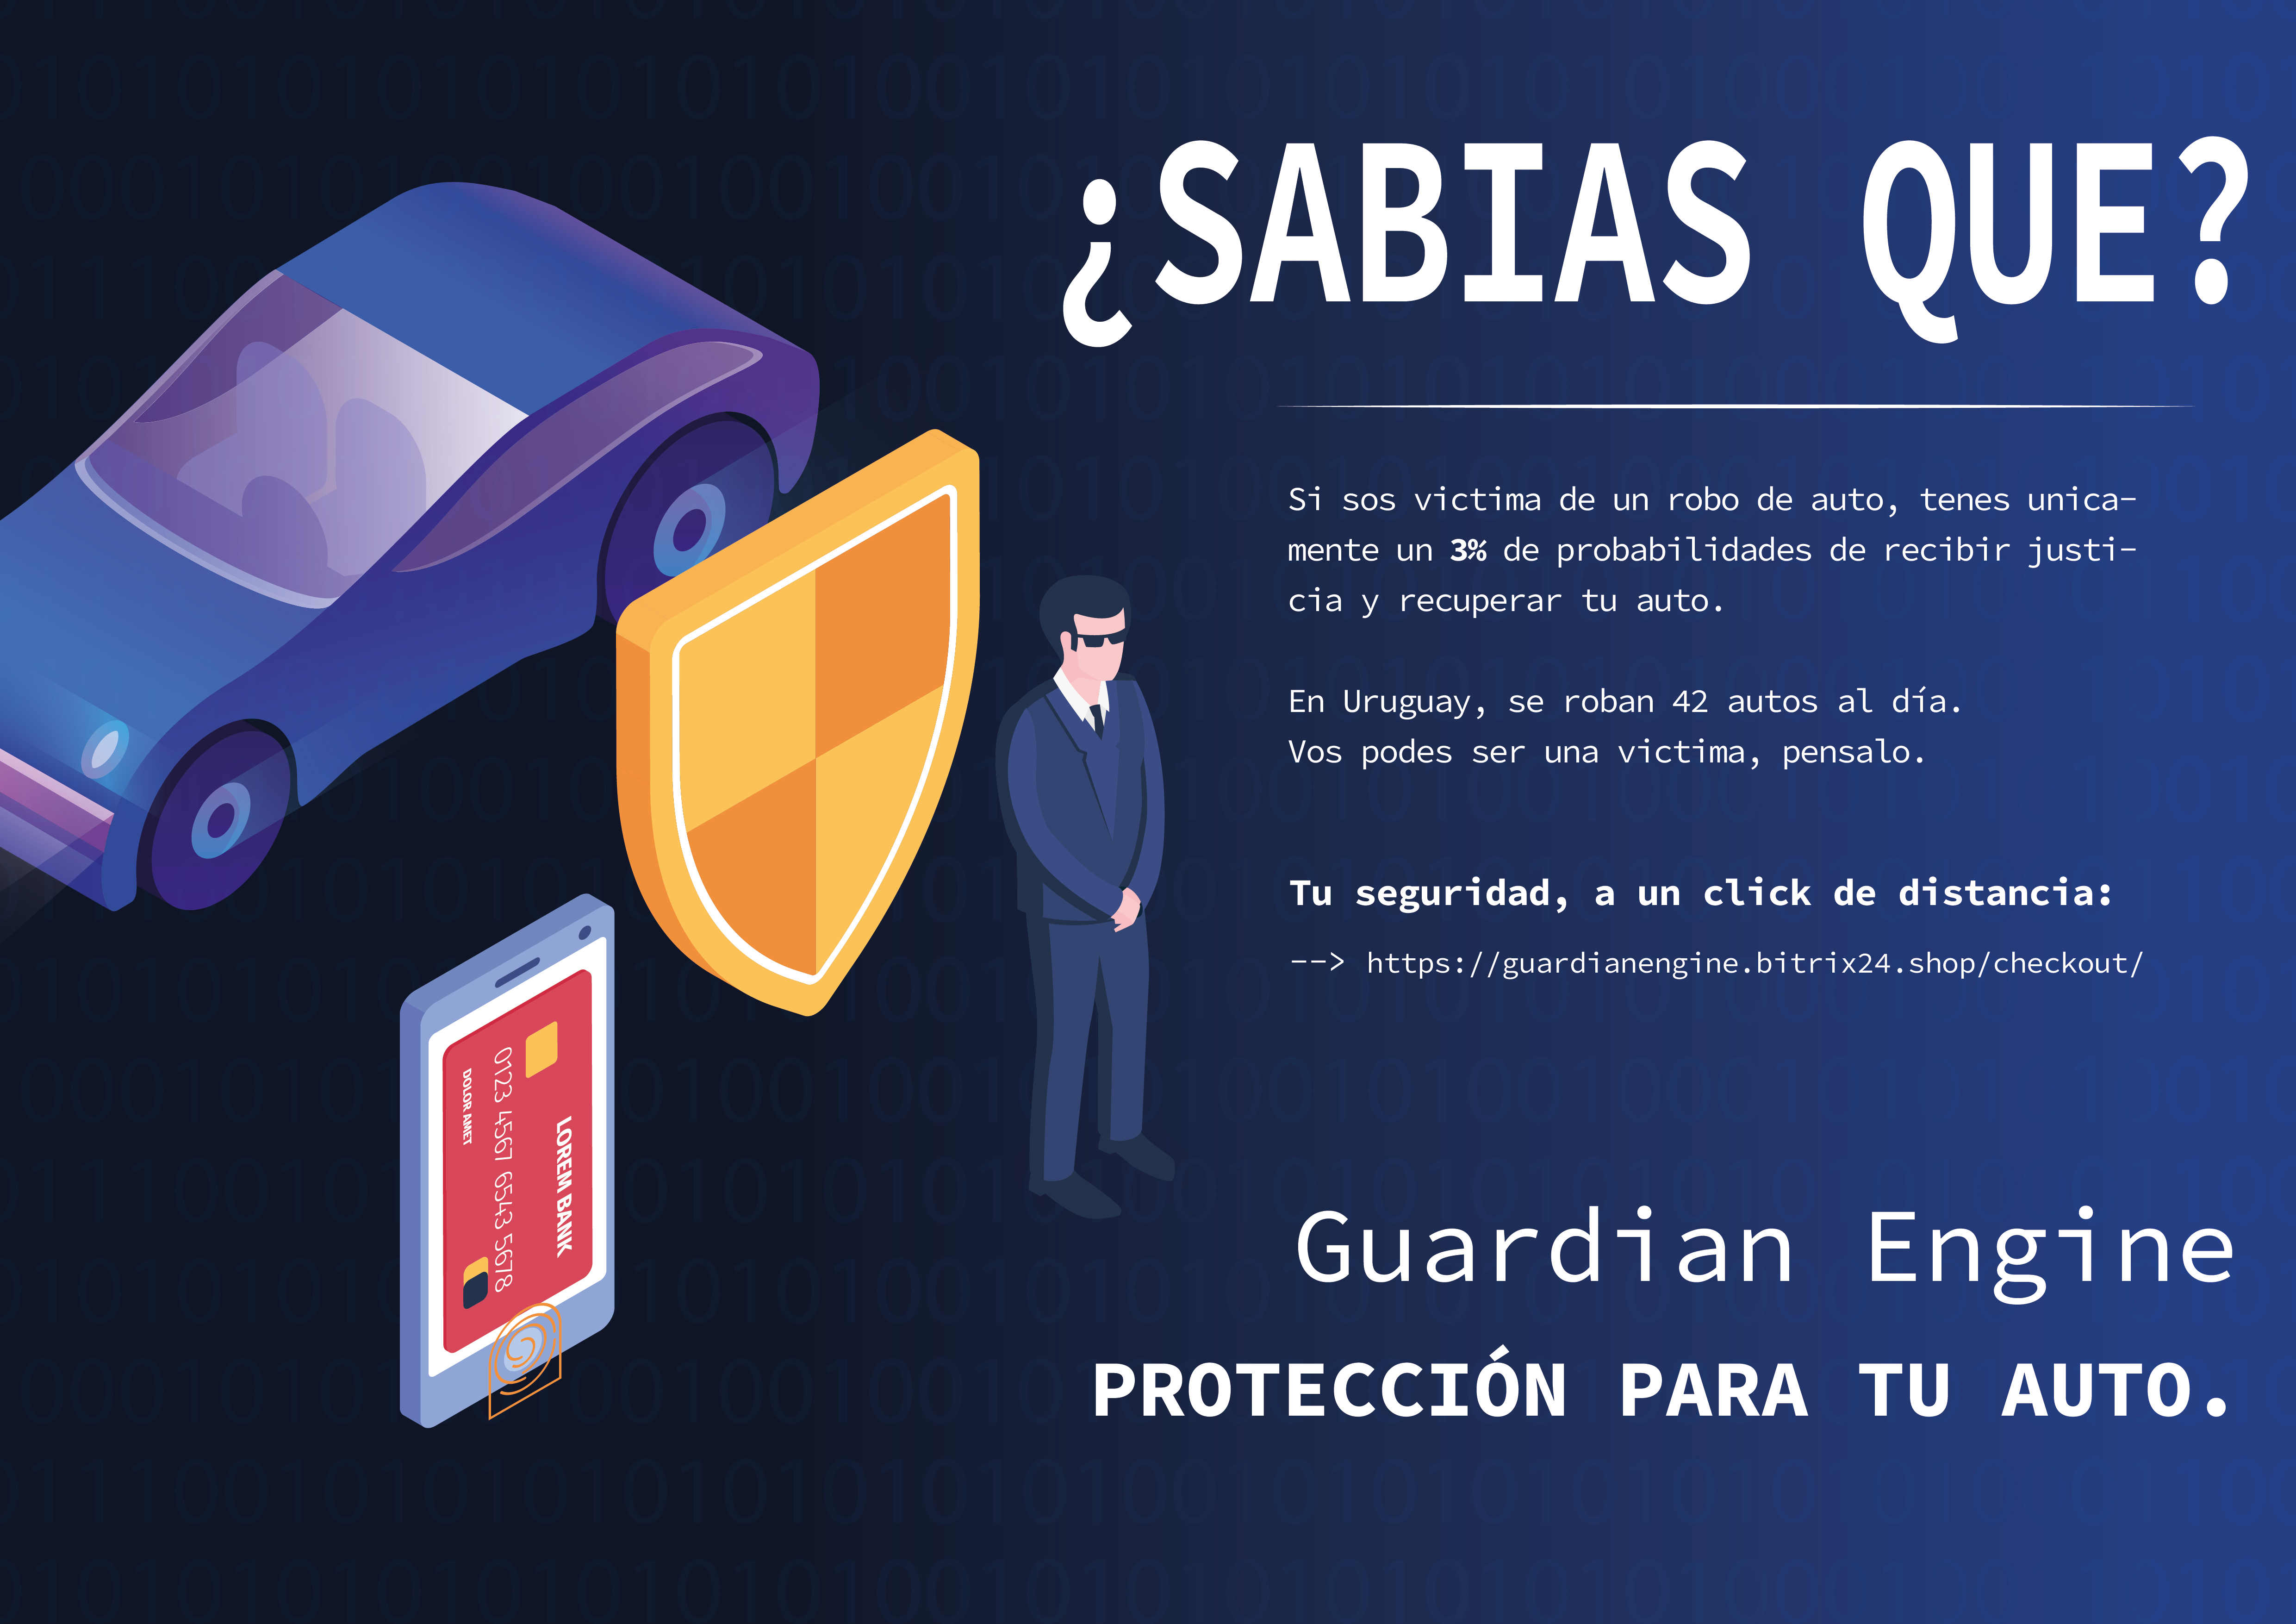 ¿SABIAS QUE?
Si sos victima de un robo de auto, tenes unica-
mente un 3% de probabilidades de recibir justi-
cia y recuperar tu auto.
En Uruguay, se roban 42 autos al día.
Vos podes ser una victima, pensalo.
Tu seguridad, a un click de distancia:
--> https://guardianengine.bitrix24.shop/checkout/
LOREM BANK
0123 4567 6543 5678
DOLOR AMET
Guardian Engine
PROTECCIÓN PARA TU AUTO.